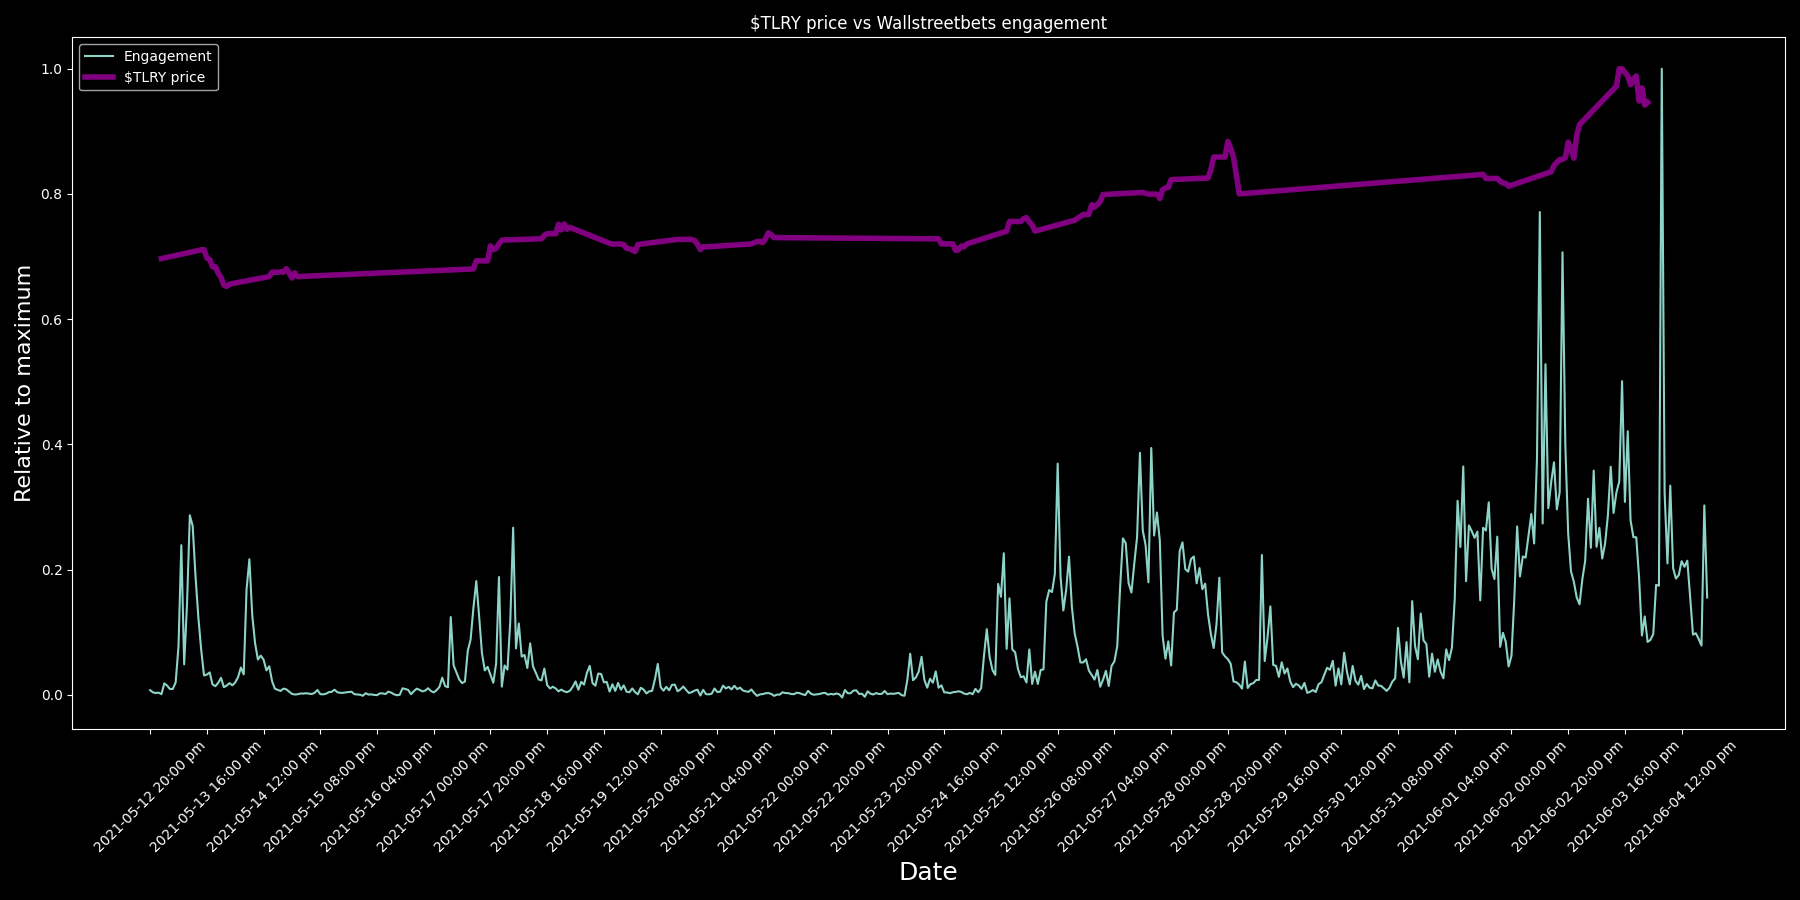 $TLRY price vs Wallstreetbets engagement
Engagement
$TLRY price
Relative to maximum
1.0
0.8
0.6
0.4
0.2
0.0
2021-05-12 20:00 pm
2021-05-13 16:00 pm
2021-05-14 12:00 pm
2021-05-15 08:00 pm
2021-05-16 04:00 pm
2021-05-17 00:00 pm
2021-05-17 20:00 pm
2021-05-18 16:00 pm
2021-05-19 12:00 pm
2021-05-20 08:00 pm
2021-05-21 04:00 pm
2021-05-22 00:00 pm
2021-05-22 20:00 pm
2021-05-23 20:00 pm
2021-05-24 16:00 pm
2021-05-25 12:00 pm
2021-05-26 08:00 pm
2021-05-27 04:00 pm
2021-05-28 00:00 pm
2021-05-28 20:00 pm
2021-05-29 16:00 pm
2021-05-30 12:00 pm
2021-05-31 08:00 pm
2021-06-01 04:00 pm
2021-06-02 00:00 pm
2021-06-02 20:00 pm
2021-06-03 16:00 pm
2021-06-04 12:00 pm
Date